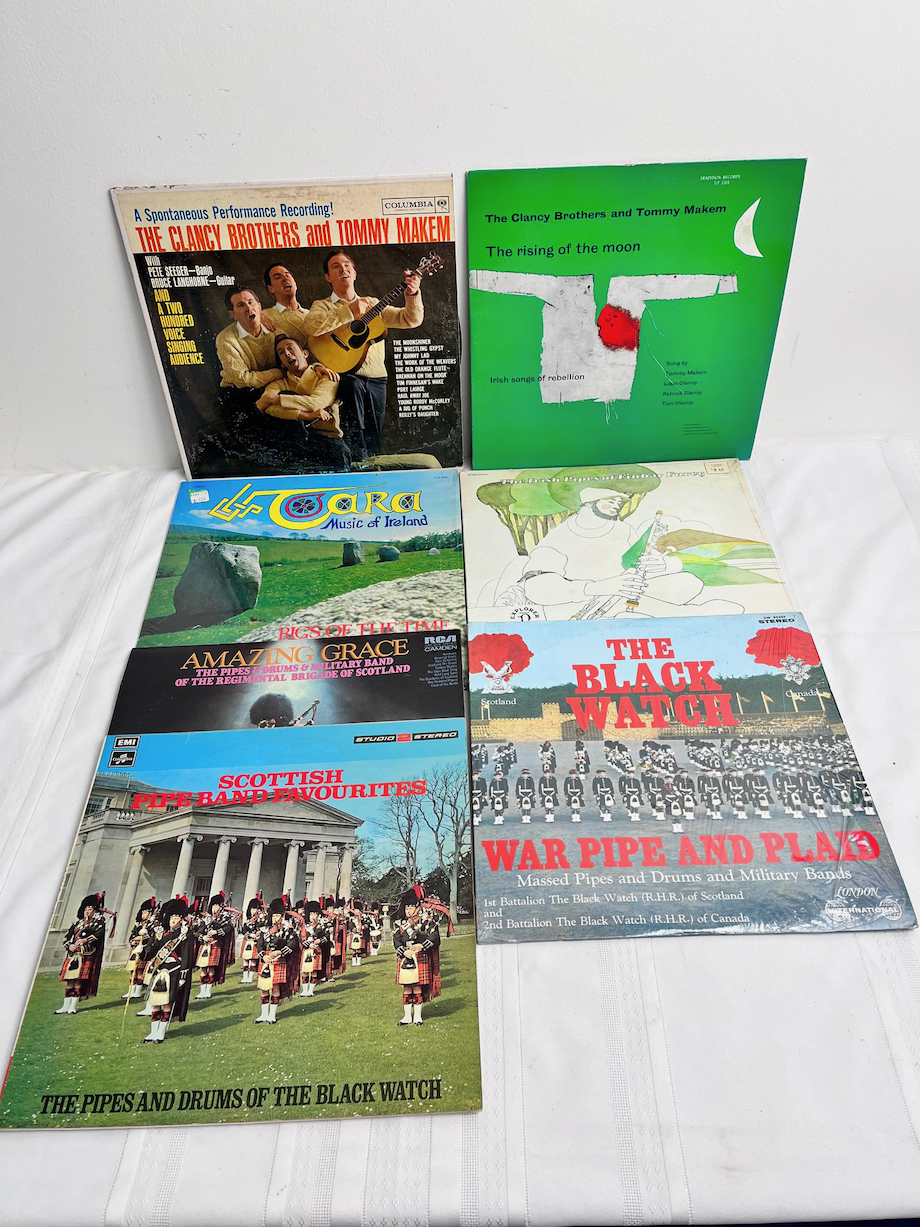 A Spontaneous Performance Recording!
COLUMBIA
THE CLANCY BROTHERS and TOMMY MAKEM
With
PETE SEEGER—Banjo
BRUCE LANGHORNE—Guitar
AND
A TWO
HUNDRED
VOICE
SINGING
AUDIENCE
THE MOONSHINER
THE WHISTLING GYPSY
MY JOHNNY LAD
THE WORK OF THE WEAVERS
THE OLD ORANGE FLUTE
BRENNAN ON THE MOOR
TIM FINNEGAN'S WAKE
PORT LAIRGE
HAUL AWAY JOE
YOUNG RODDY McCORLEY
A JUG OF PUNCH
REILLY'S DAUGHTER
TRADITION RECORDS
The Clancy Brothers and Tommy Makem
The rising of the moon
Irish songs of rebellion
Sung by
Tommy Makem
Liam Clancy
Patrick Clancy
Tom Clancy
Tara
Music of Ireland
RIGS OF THE TIME
The Irish Pipes of Finbar Furey
EXPLORER
AMAZING GRACE
RCA
CAMDEN
THE PIPES & DRUMS & MILITARY BAND
OF THE REGIMENTAL BRIGADE OF SCOTLAND
STEREO
THE
BLACK
WATCH
Scotland
Canada
WAR PIPE AND PLAID
Massed Pipes and Drums and Military Bands
1st Battalion The Black Watch (R.H.R.) of Scotland
and
2nd Battalion The Black Watch (R.H.R.) of Canada
LONDON
INTERNATIONAL
EMI
Columbia
STUDIO 2 STEREO
SCOTTISH
PIPE BAND FAVOURITES
THE PIPES AND DRUMS OF THE BLACK WATCH